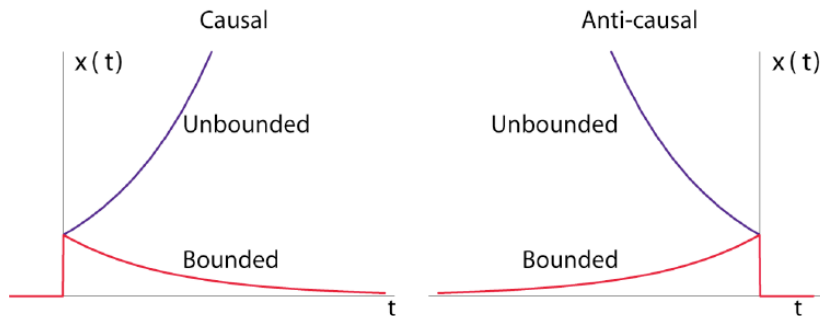 Causal
x ( t )
Unbounded
Bounded
t
Anti-causal
x ( t )
Unbounded
Bounded
t